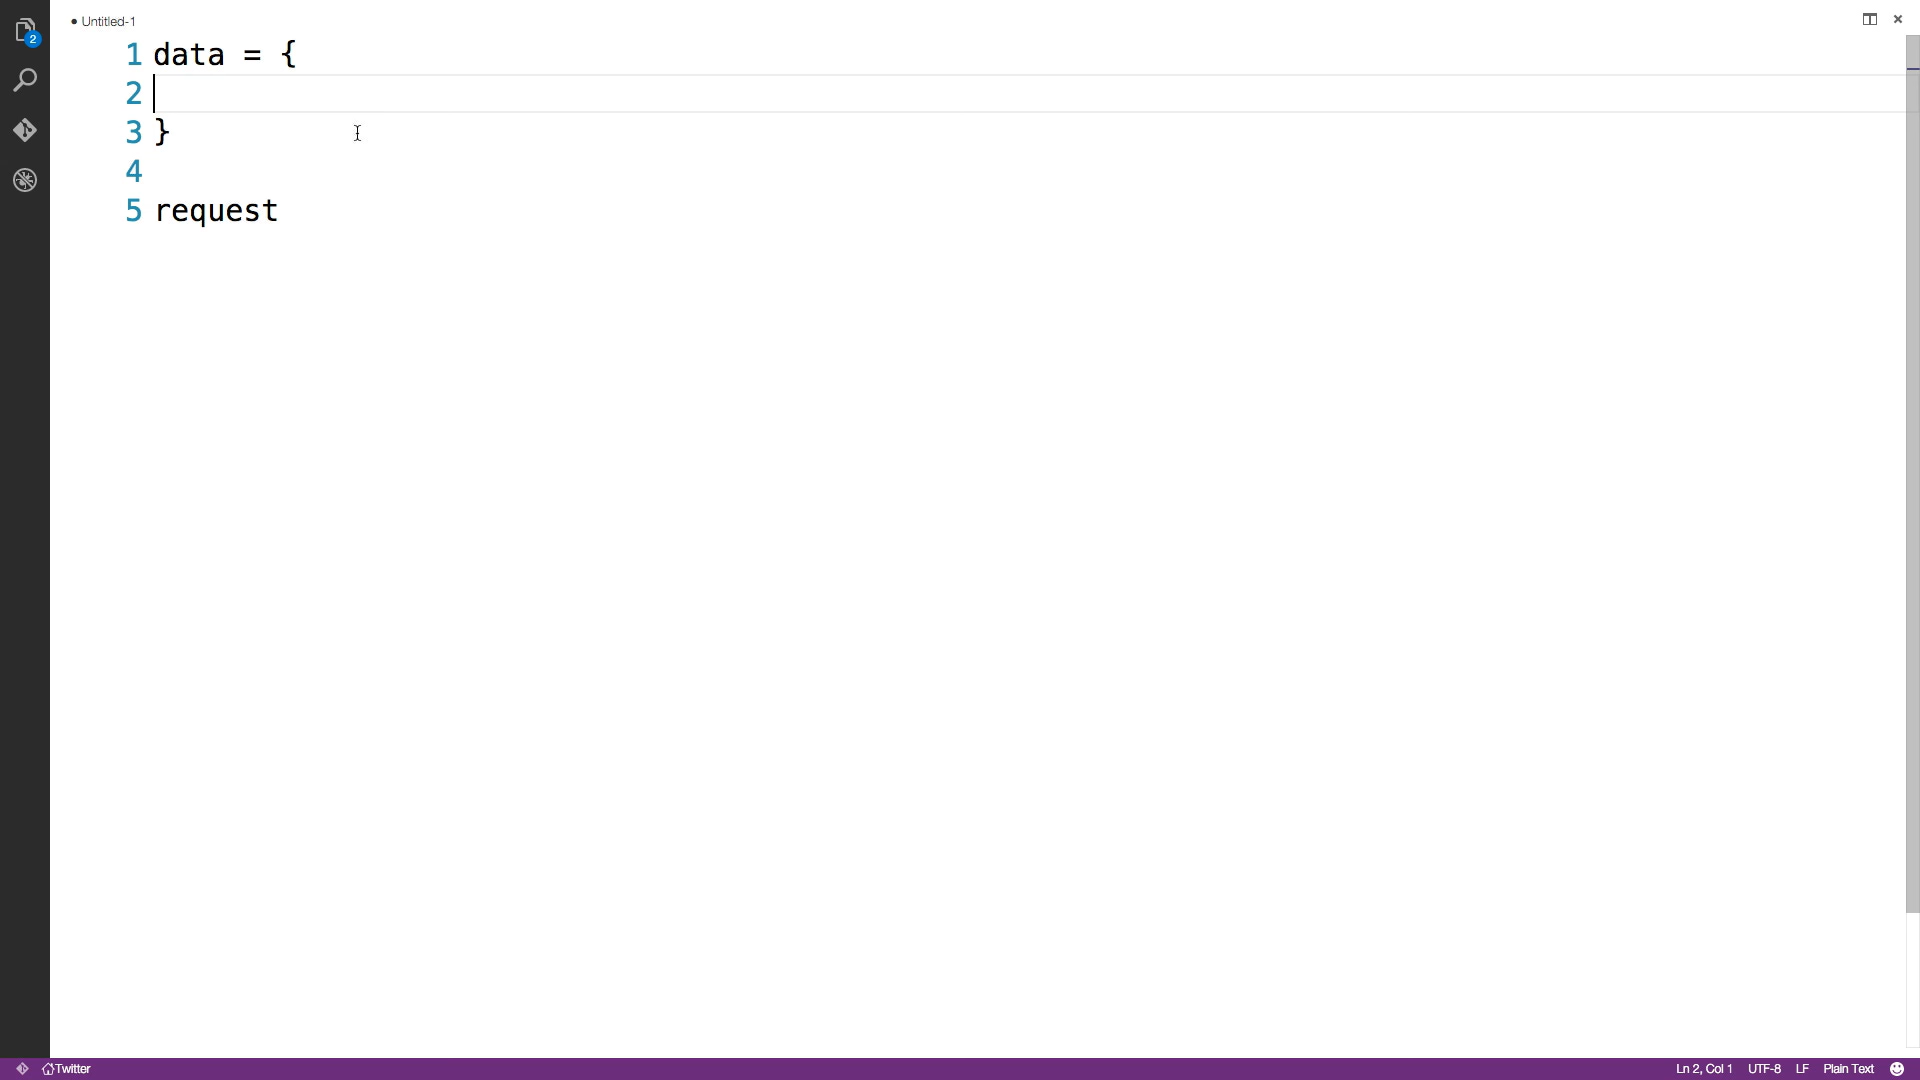 ● Untitled-1
2
1 data = {
2
3 }
4
5 request
Twitter
Ln 2, Col 1 UTF-8 LF Plain Text